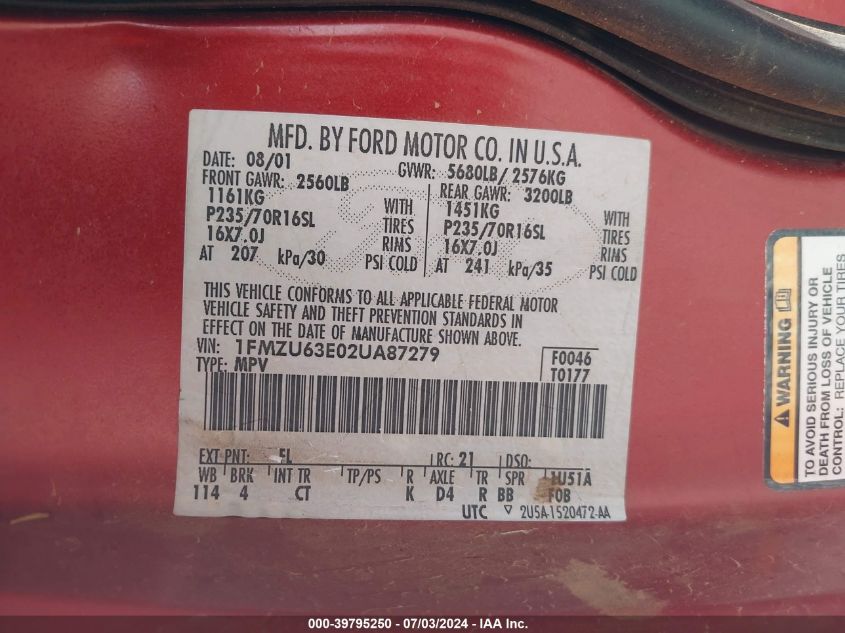 MFD. BY FORD MOTOR CO. IN U.S.A.
DATE: 08/01 GVWR: 5680LB/ 2576KG
FRONT GAWR: 2560LB REAR GAWR: 3200LB
1161KG WITH 1451KG WITH
P235/70R16SL TIRES P235/70R16SL TIRES
16X7.0J RIMS 16X7.0J RIMS
AT 207 kPa/30 PSI COLD AT 241 kPa/35 PSI COLD
THIS VEHICLE CONFORMS TO ALL APPLICABLE FEDERAL MOTOR
VEHICLE SAFETY AND THEFT PREVENTION STANDARDS IN
EFFECT ON THE DATE OF MANUFACTURE SHOWN ABOVE.
VIN: 1FMZU63E02UA87279 F0046
TYPE: MPV T0177
EXT PNT: FL RC: 21 DSO:
WB BRK INT TR TP/PS R AXLE TR SPR 1U51A
114 4 CT K D4 R BB FOB
UTC ▽ 2U5A-1520472-AA
⚠ WARNING
TO AVOID SERIOUS INJURY OR
DEATH FROM LOSS OF VEHICLE
CONTROL: REPLACE YOUR TIRES
000-39795250 - 07/03/2024 - IAA Inc.